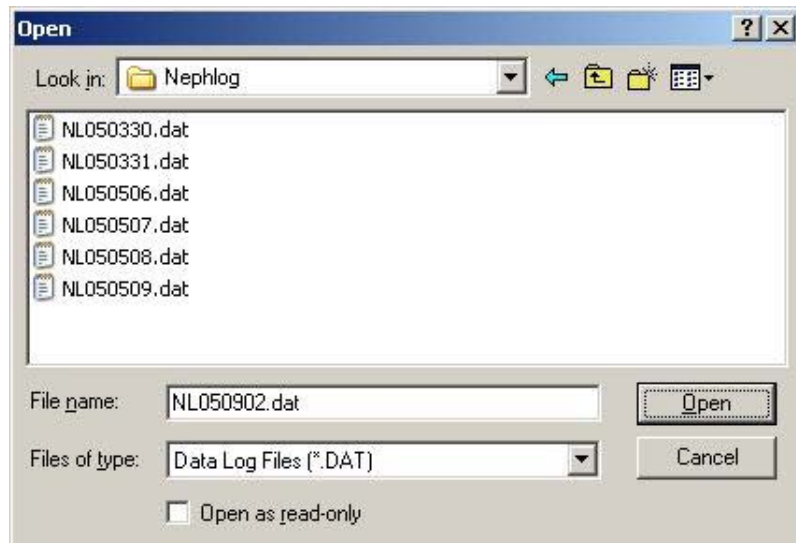 Open
Look in: Nephlog
NL050330.dat
NL050331.dat
NL050506.dat
NL050507.dat
NL050508.dat
NL050509.dat
File name: NL050902.dat Open
Files of type: Data Log Files (*.DAT) Cancel
Open as read-only